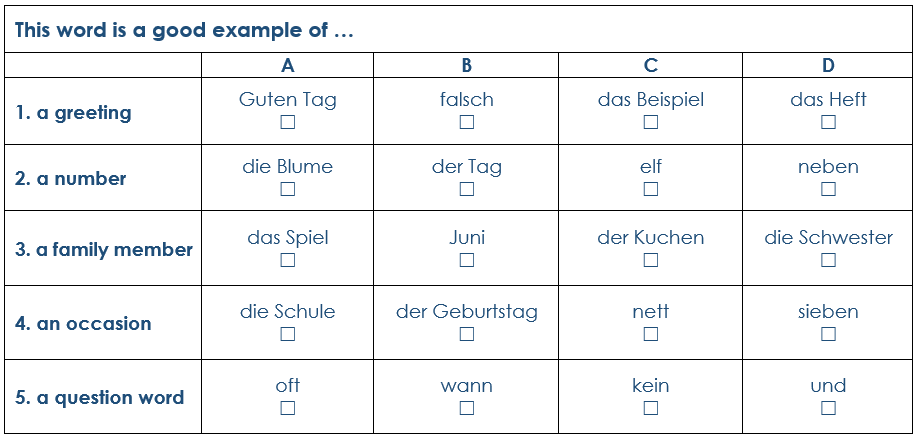 This word is a good example of …
A B C D
1. a greeting Guten Tag falsch das Beispiel das Heft
☐ ☐ ☐ ☐
2. a number die Blume der Tag elf neben
☐ ☐ ☐ ☐
3. a family member das Spiel Juni der Kuchen die Schwester
☐ ☐ ☐ ☐
4. an occasion die Schule der Geburtstag nett sieben
☐ ☐ ☐ ☐
5. a question word oft wann kein und
☐ ☐ ☐ ☐